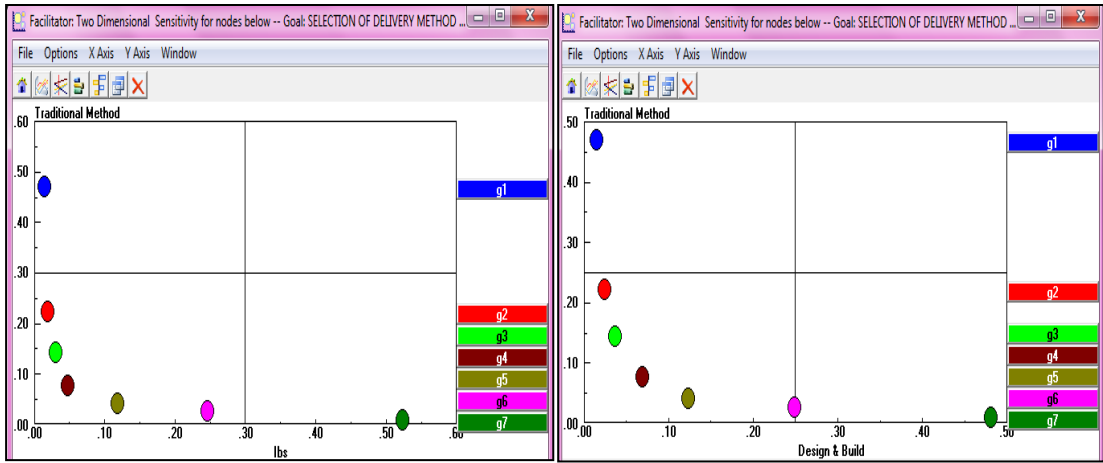 Facilitator: Two Dimensional Sensitivity for nodes below -- Goal: SELECTION OF DELIVERY METHOD ...
File Options X Axis Y Axis Window
Traditional Method
.60
.50
.40
.30
.20
.10
.00
.00 .10 .20 .30 .40 .50 .60
Ibs
g1
g2
g3
g4
g5
g6
g7
Facilitator: Two Dimensional Sensitivity for nodes below -- Goal: SELECTION OF DELIVERY METHOD ...
File Options X Axis Y Axis Window
Traditional Method
.50
.40
.30
.20
.10
.00
.00 .10 .20 .30 .40 .50
Design & Build
g1
g2
g3
g4
g5
g6
g7